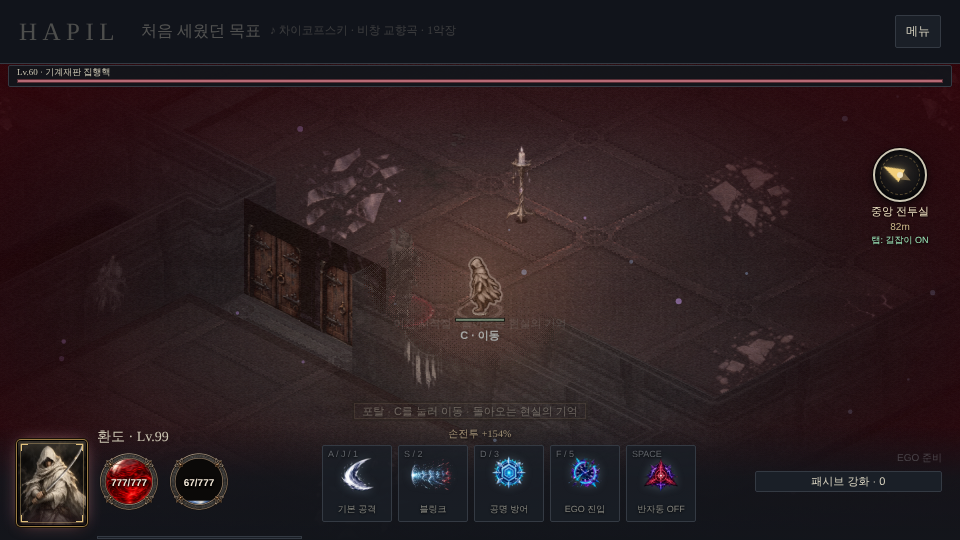 HAPIL
처음 세웠던 목표
♪ 차이코프스키 · 비창 교향곡 · 1악장
메뉴
Lv.60 · 기계재판 집행핵
중앙 전투실
82m
탭: 길잡이 ON
현실의 기억
C · 이동
포탈 · C를 눌러 이동 · 돌아오는 현실의 기억
손전투 +154%
환도 · Lv.99
777/777
67/777
A / J / 1
기본 공격
S / 2
블링크
D / 3
공명 방어
F / 5
EGO 진입
SPACE
반자동 OFF
EGO 준비
패시브 강화 · 0